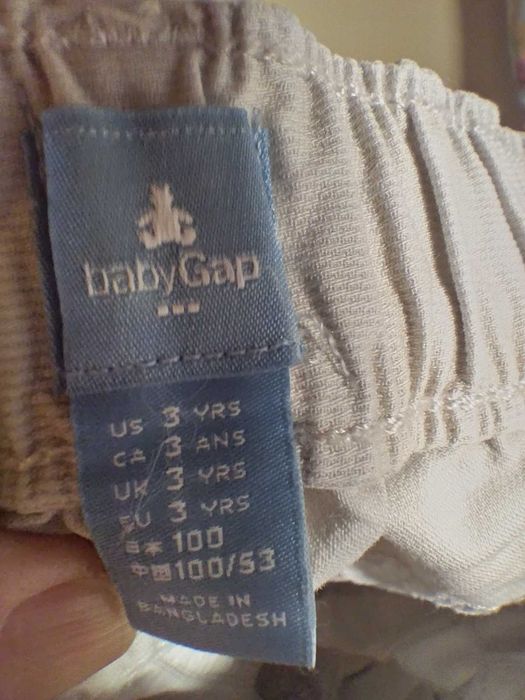 babyGap
US 3 YRS
CA 3 ANS
UK 3 YRS
EU 3 YRS
日本 100
中国 100/53
MADE IN
BANGLADESH